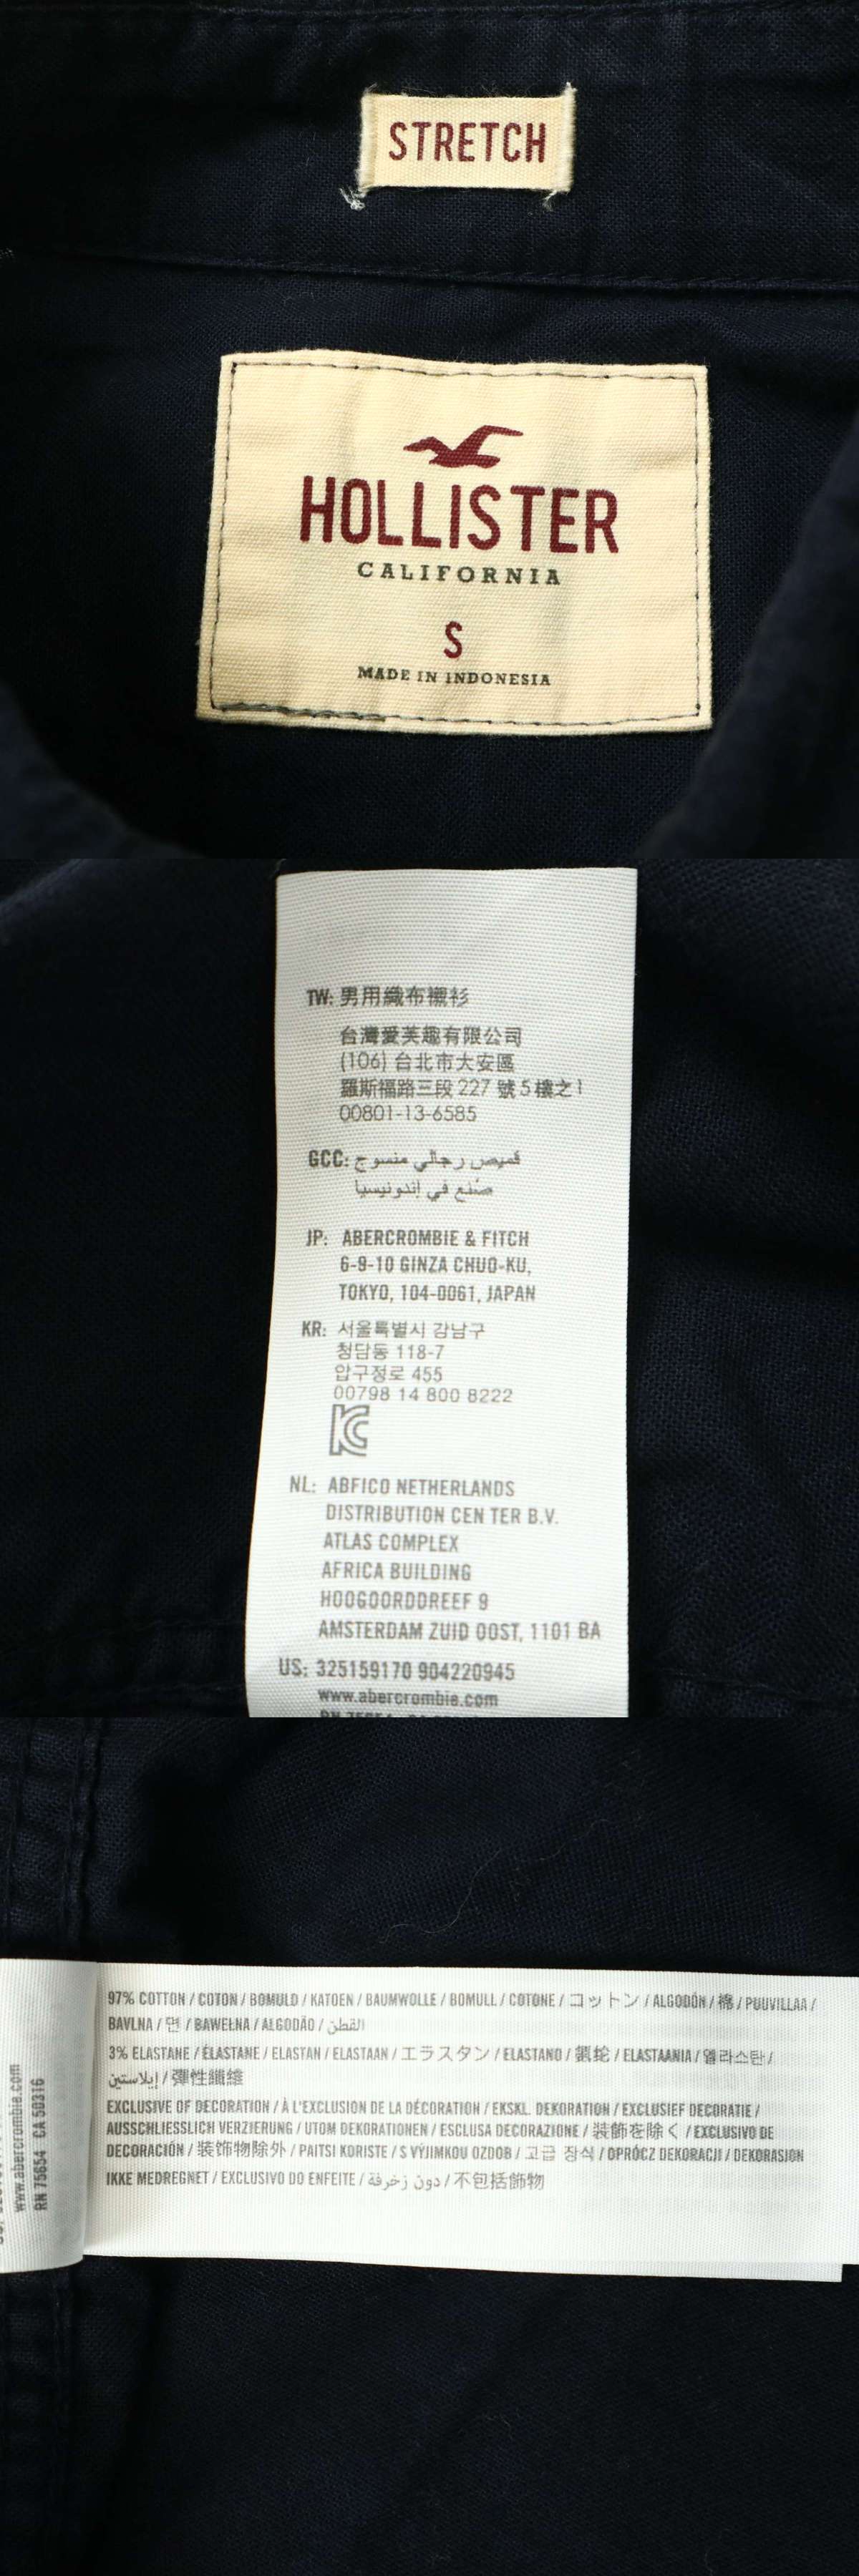 STRETCH
HOLLISTER
CALIFORNIA
S
MADE IN INDONESIA
TW: 男用織布襯衫
台灣愛芙趣有限公司
(106) 台北市大安區
羅斯福路三段 227 號 5 樓之1
00801-13-6585
GCC: قميص رجالي منسوج
صُنع في إندونيسيا
JP: ABERCROMBIE & FITCH
6-9-10 GINZA CHUO-KU,
TOKYO, 104-0061, JAPAN
KR: 서울특별시 강남구
청담동 118-7
압구정로 455
00798 14 800 8222
NL: ABFICO NETHERLANDS
DISTRIBUTION CEN TER B.V.
ATLAS COMPLEX
AFRICA BUILDING
HOOGOORDDREEF 9
AMSTERDAM ZUID OOST, 1101 BA
US: 325159170 904220945
www.abercrombie.com
www.abercrombie.com
RN 75654 CA 50316
97% COTTON / COTON / BOMULD / KATOEN / BAUMWOLLE / BOMULL / COTONE / コットン / ALGODÓN / 棉 / PUUVILLAA /
BAVLNA / 면 / BAWEŁNA / ALGODÃO / القطن
3% ELASTANE / ÉLASTANE / ELASTAN / ELASTAAN / エラスタン / ELASTANO / 氨纶 / ELASTAANIA / 엘라스탄 /
إيلاستين / 彈性纖維
EXCLUSIVE OF DECORATION / À L'EXCLUSION DE LA DÉCORATION / EKSKL. DEKORATION / EXCLUSIEF DECORATIE /
AUSSCHLIESSLICH VERZIERUNG / UTOM DEKORATIONEN / ESCLUSA DECORAZIONE / 装飾を除く / EXCLUSIVO DE
DECORACIÓN / 装饰物除外 / PAITSI KORISTE / S VÝJIMKOU OZDOB / 고급 장식 / OPRÓCZ DEKORACJI / DEKORASJON
IKKE MEDREGNET / EXCLUSIVO DO ENFEITE / دون زخرفة / 不包括飾物